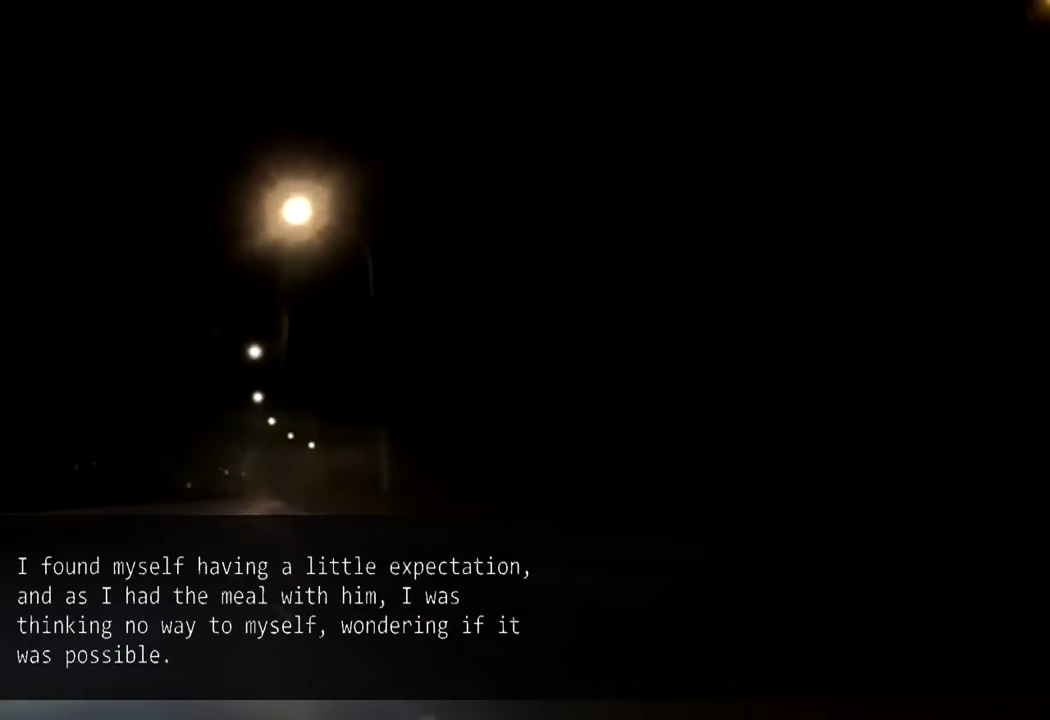 I found myself having a little expectation,
and as I had the meal with him, I was
thinking no way to myself, wondering if it
was possible.